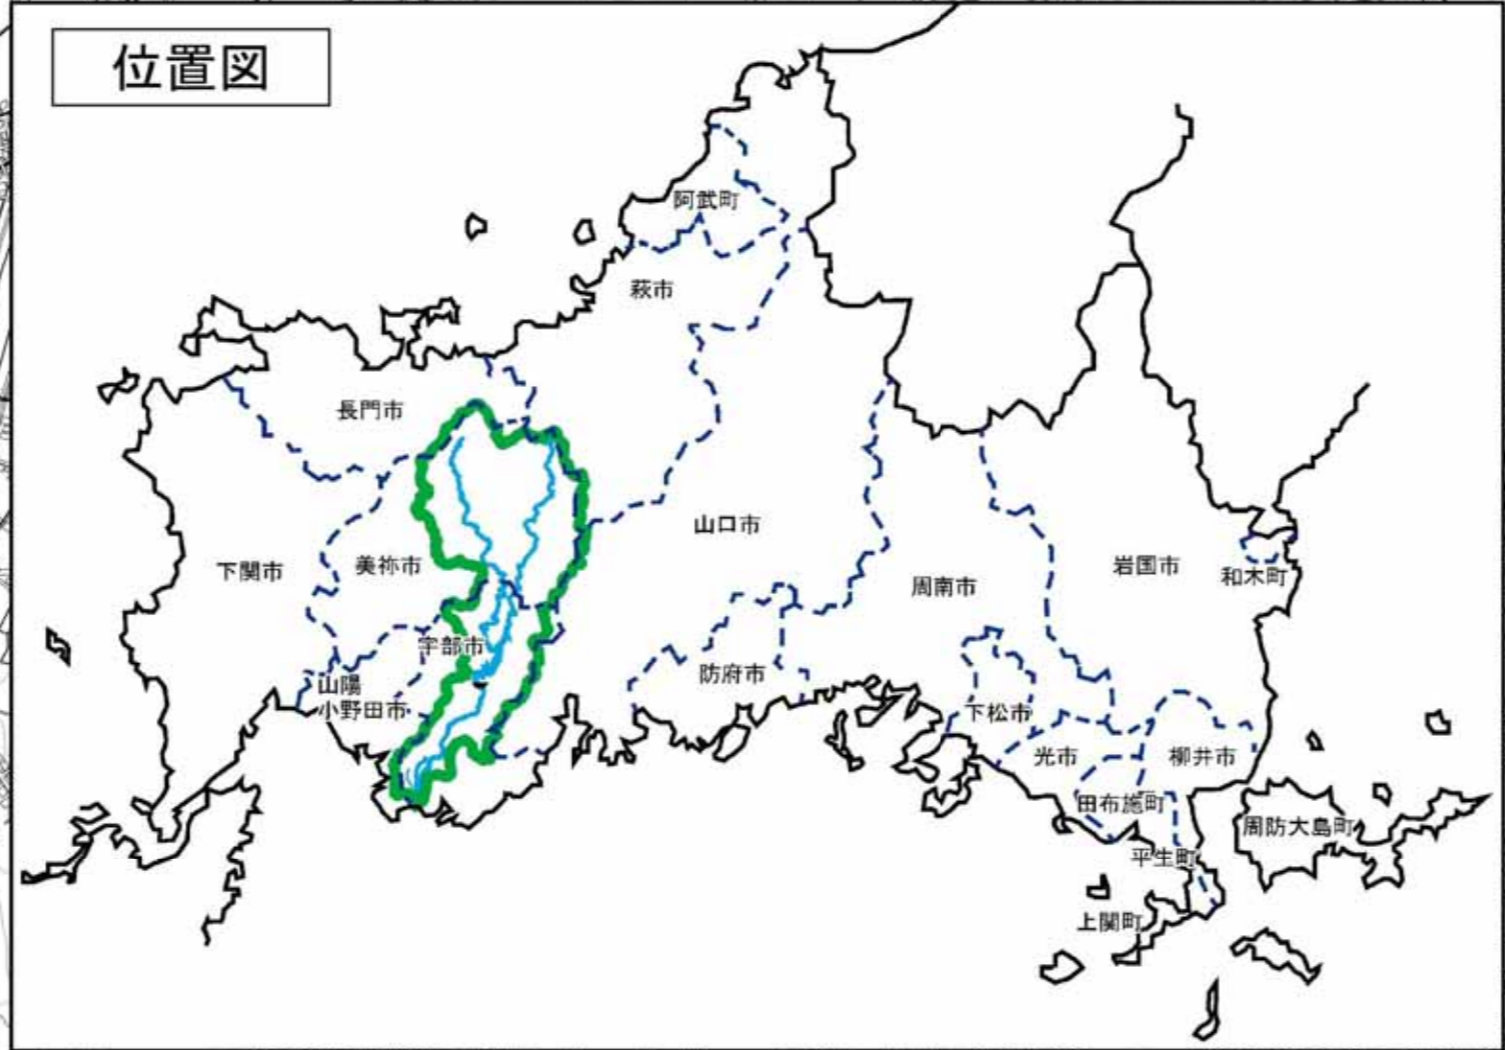 位置図
阿武町
萩市
長門市
山口市
下関市
美祢市
岩国市
和木町
周南市
宇部市
防府市
山陽
小野田市
下松市
光市
柳井市
田布施町
周防大島町
平生町
上関町